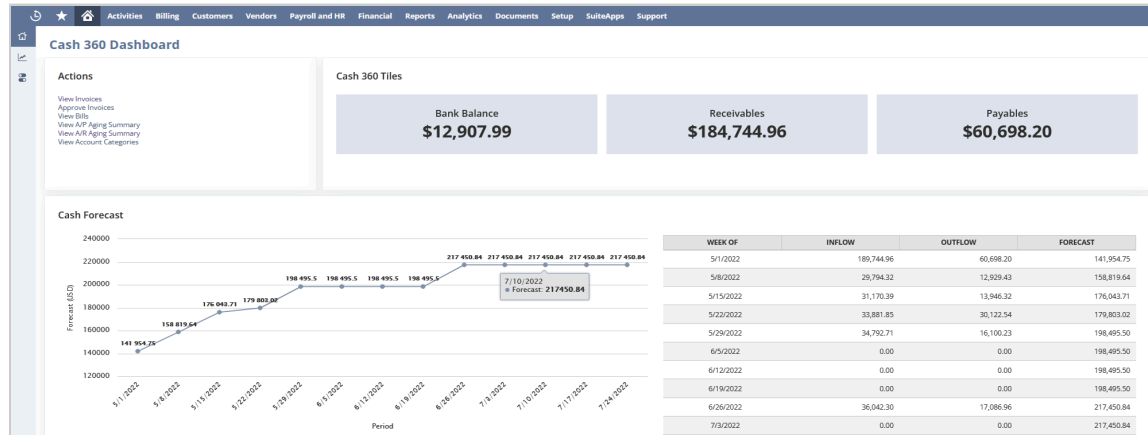 Activities Billing Customers Vendors Payroll and HR Financial Reports Analytics Documents Setup SuiteApps Support
Cash 360 Dashboard
Actions
View Invoices
Approve Invoices
View Bills
View A/P Aging Summary
View A/R Aging Summary
View Account Categories
Cash 360 Tiles
Bank Balance
$12,907.99
Receivables
$184,744.96
Payables
$60,698.20
Cash Forecast
Forecast (USD)
240000
220000
200000
180000
160000
140000
120000
141 954.75
158 819.64
176 043.71
179 803.02
198 495.5
198 495.5
198 495.5
198 495.5
217 450.84
217 450.84
217 450.84
217 450.84
217 450.84
7/10/2022
Forecast: 217450.84
5/1/2022
5/8/2022
5/15/2022
5/22/2022
5/29/2022
6/5/2022
6/12/2022
6/19/2022
6/26/2022
7/3/2022
7/10/2022
7/17/2022
7/24/2022
Period
WEEK OF INFLOW OUTFLOW FORECAST
5/1/2022 189,744.96 60,698.20 141,954.75
5/8/2022 29,794.32 12,929.43 158,819.64
5/15/2022 31,170.39 13,946.32 176,043.71
5/22/2022 33,881.85 30,122.54 179,803.02
5/29/2022 34,792.71 16,100.23 198,495.50
6/5/2022 0.00 0.00 198,495.50
6/12/2022 0.00 0.00 198,495.50
6/19/2022 0.00 0.00 198,495.50
6/26/2022 36,042.30 17,086.96 217,450.84
7/3/2022 0.00 0.00 217,450.84